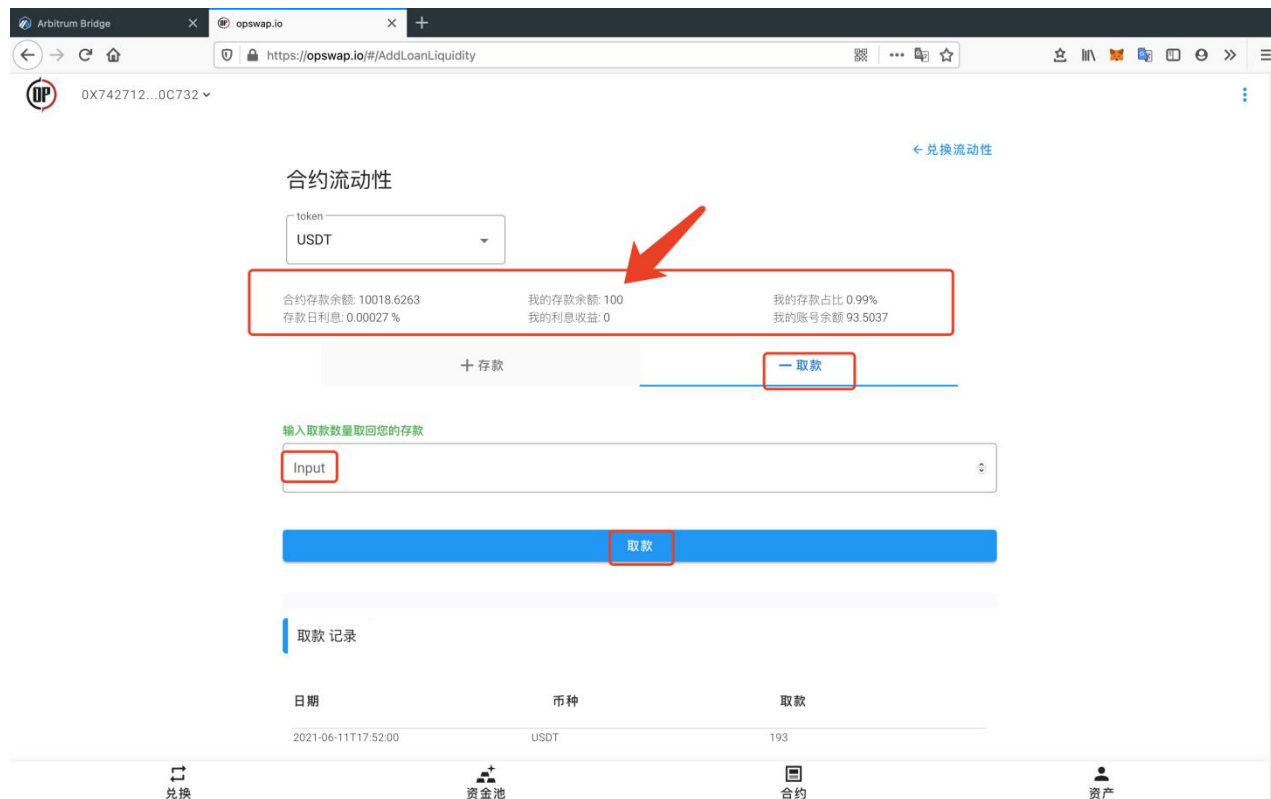 Arbitrum Bridge
opswap.io
https://opswap.io/#/AddLoanLiquidity
OP
0X742712...0C732
←兑换流动性
合约流动性
token
USDT
合约存款余额: 10018.6263 我的存款余额: 100 我的存款占比 0.99%
存款日利息: 0.00027 % 我的利息收益: 0 我的账号余额 93.5037
+ 存款 — 取款
输入取款数量取回您的存款
Input
取款
取款 记录
日期 币种 取款
2021-06-11T17:52:00 USDT 193
兑换 资金池 合约 资产